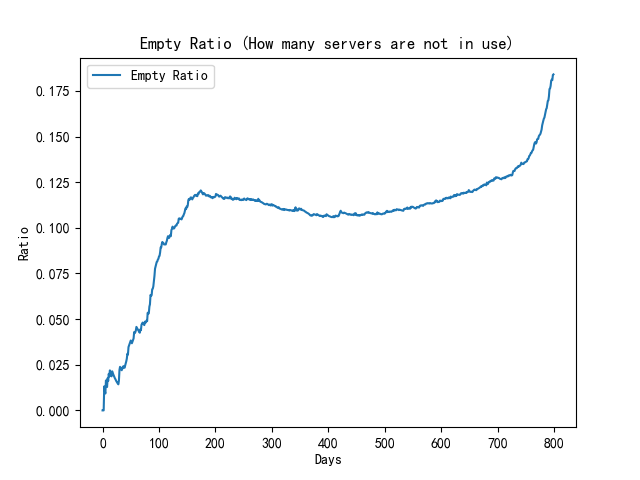 Empty Ratio (How many servers are not in use)
Empty Ratio
0.175
0.150
0.125
0.100
0.075
0.050
0.025
0.000
Ratio
0 100 200 300 400 500 600 700 800
Days